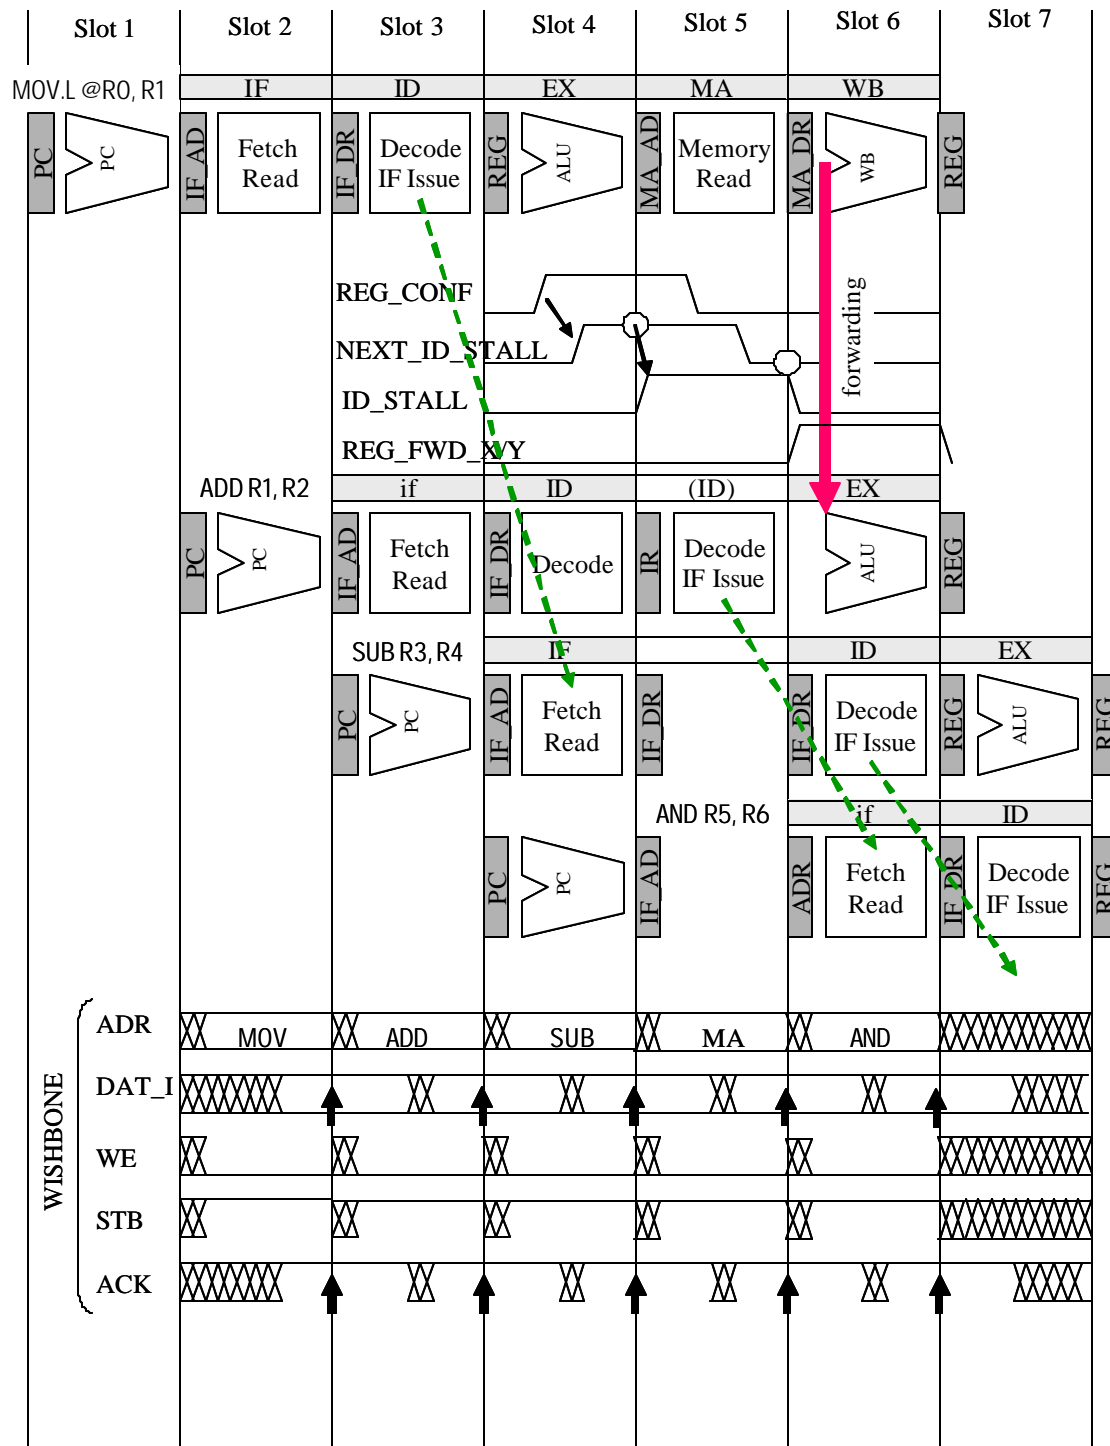 Slot 1 Slot 2 Slot 3 Slot 4 Slot 5 Slot 6 Slot 7
MOV.L @R0, R1 IF ID EX MA WB
PC PC IF_AD Fetch Read IF_DR Decode IF Issue REG ALU MA_AD Memory Read MA_DR WB REG
REG_CONF
NEXT_ID_STALL
ID_STALL
REG_FWD_X/Y
forwarding
ADD R1, R2 if ID (ID) EX
PC PC IF_AD Fetch Read IF_DR Decode IR Decode IF Issue ALU REG
SUB R3, R4 IF ID EX
PC PC IF_AD Fetch Read IF_DR IF_DR Decode IF Issue REG ALU REG
AND R5, R6 if ID
PC PC IF_AD ADR Fetch Read IF_DR Decode IF Issue REG
WISHBONE
ADR MOV ADD SUB MA AND
DAT_I
WE
STB
ACK